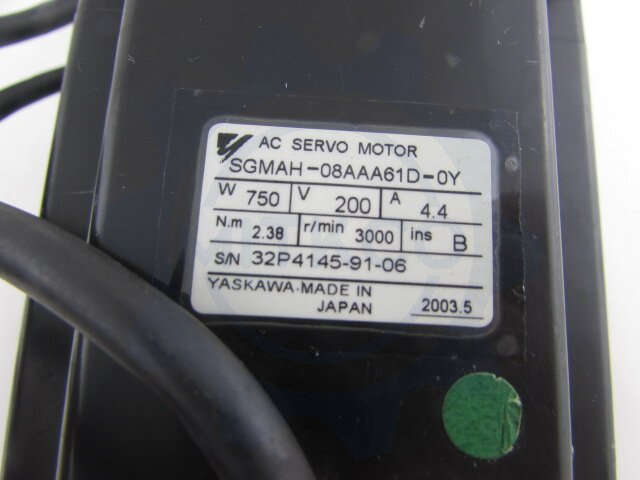 AC SERVO MOTOR
SGMAH-08AAA61D-0Y
W 750 V 200 A 4.4
N.m 2.38 r/min 3000 ins B
S/N 32P4145-91-06
YASKAWA-MADE IN
JAPAN 2003.5